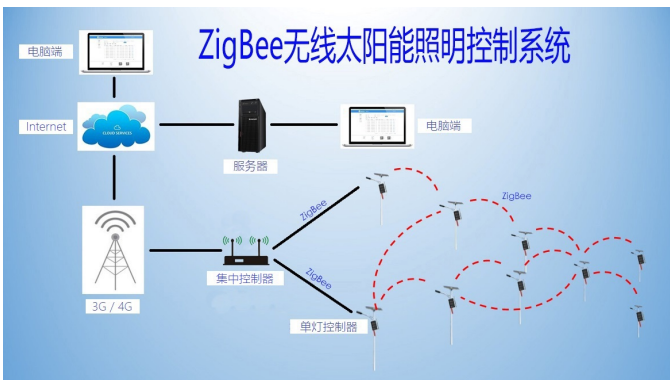 ZigBee无线太阳能照明控制系统
电脑端
Internet
CLOUD SERVICES
服务器
电脑端
ZigBee
ZigBee
集中控制器
ZigBee
3G / 4G
单灯控制器